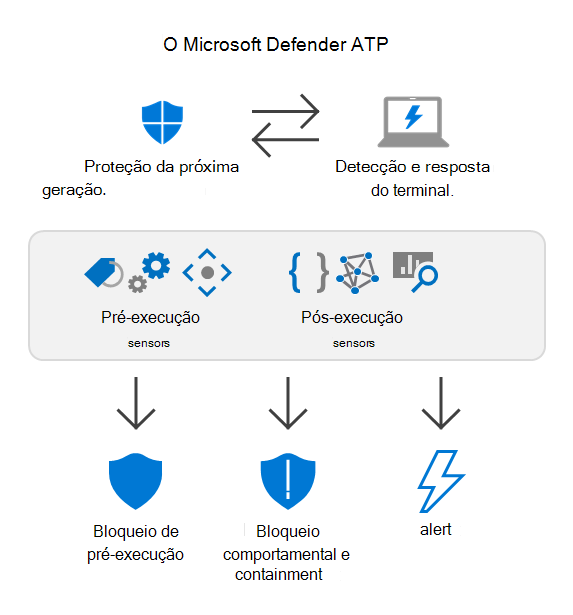 O Microsoft Defender ATP
Proteção da próxima
geração.
Detecção e resposta
do terminal.
Pré-execução
sensors
Pós-execução
sensors
Bloqueio de
pré-execução
Bloqueio
comportamental e
containment
alert